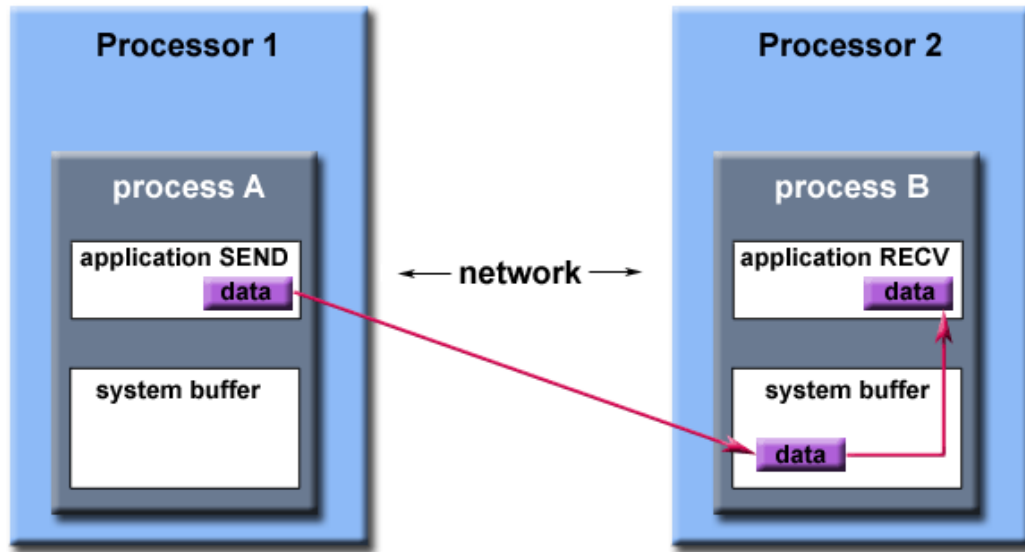 Processor 1
process A
application SEND
data
system buffer
network
Processor 2
process B
application RECV
data
system buffer
data